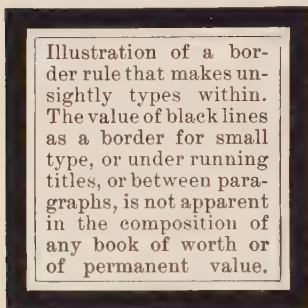 Illustration of a bor-
der rule that makes un-
sightly types within.
The value of black lines
as a border for small
type, or under running
titles, or between para-
graphs, is not apparent
in the composition of
any book of worth or
of permanent value.